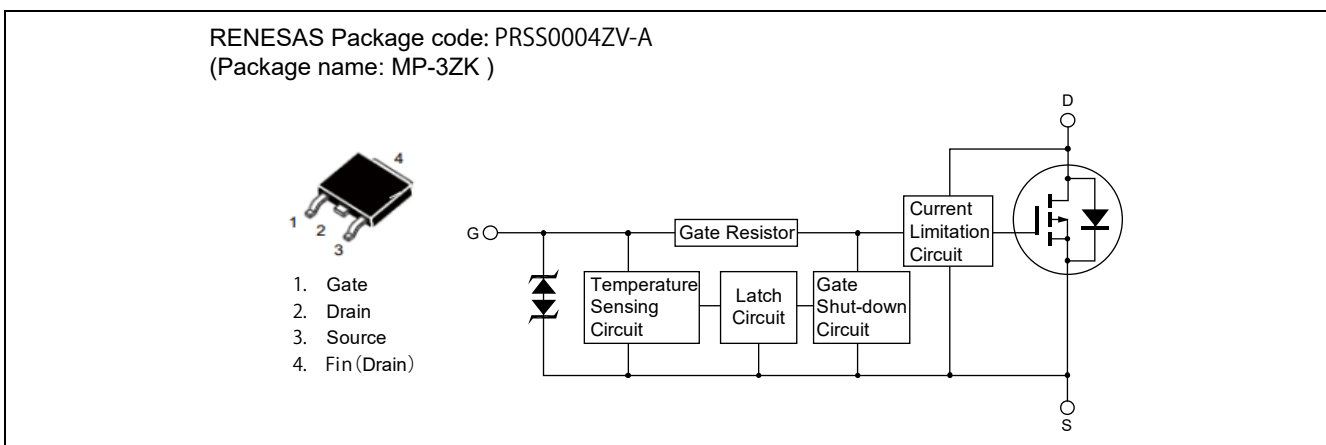 RENESAS Package code: PRSS0004ZV-A
(Package name: MP-3ZK )
4
1
2
3
1. Gate
2. Drain
3. Source
4. Fin(Drain)
D
G
Gate Resistor
Current
Limitation
Circuit
Temperature
Sensing
Circuit
Latch
Circuit
Gate
Shut-down
Circuit
S